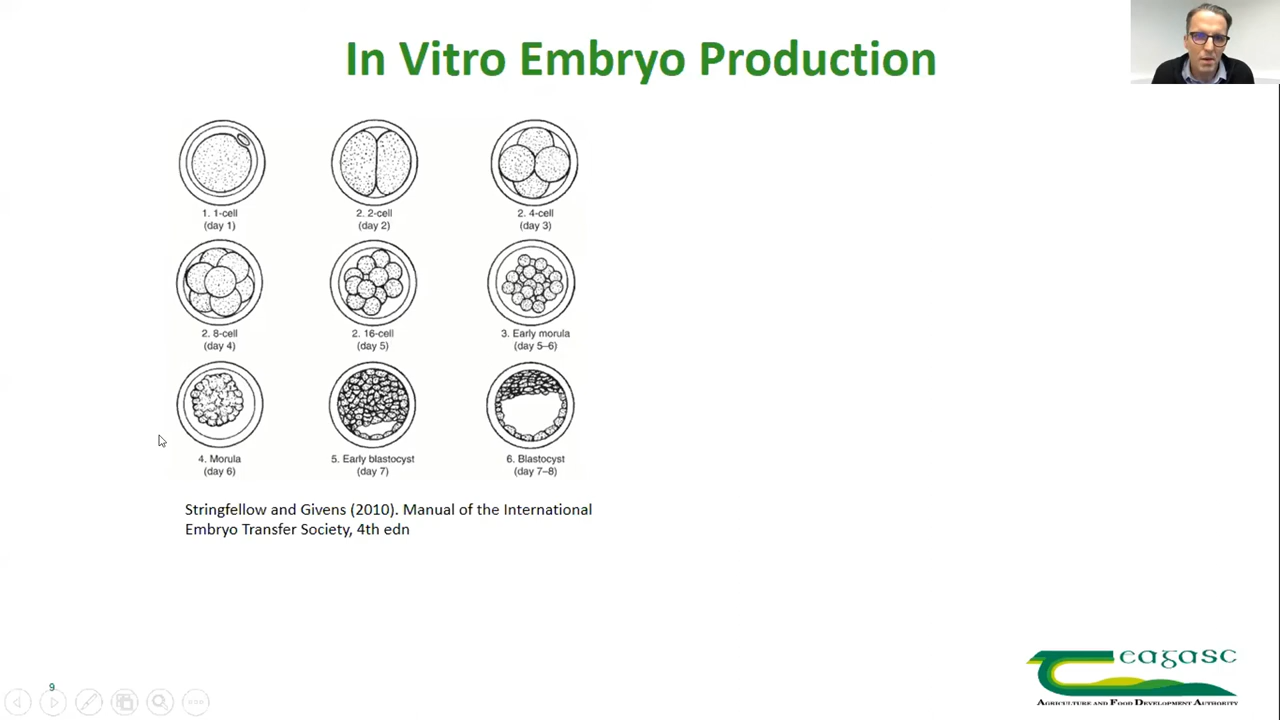 In Vitro Embryo Production
1. 1-cell
(day 1)
2. 2-cell
(day 2)
2. 4-cell
(day 3)
2. 8-cell
(day 4)
2. 16-cell
(day 5)
3. Early morula
(day 5–6)
4. Morula
(day 6)
5. Early blastocyst
(day 7)
6. Blastocyst
(day 7–8)
Stringfellow and Givens (2010). Manual of the International
Embryo Transfer Society, 4th edn
teagasc
Agriculture and Food Development Authority
9